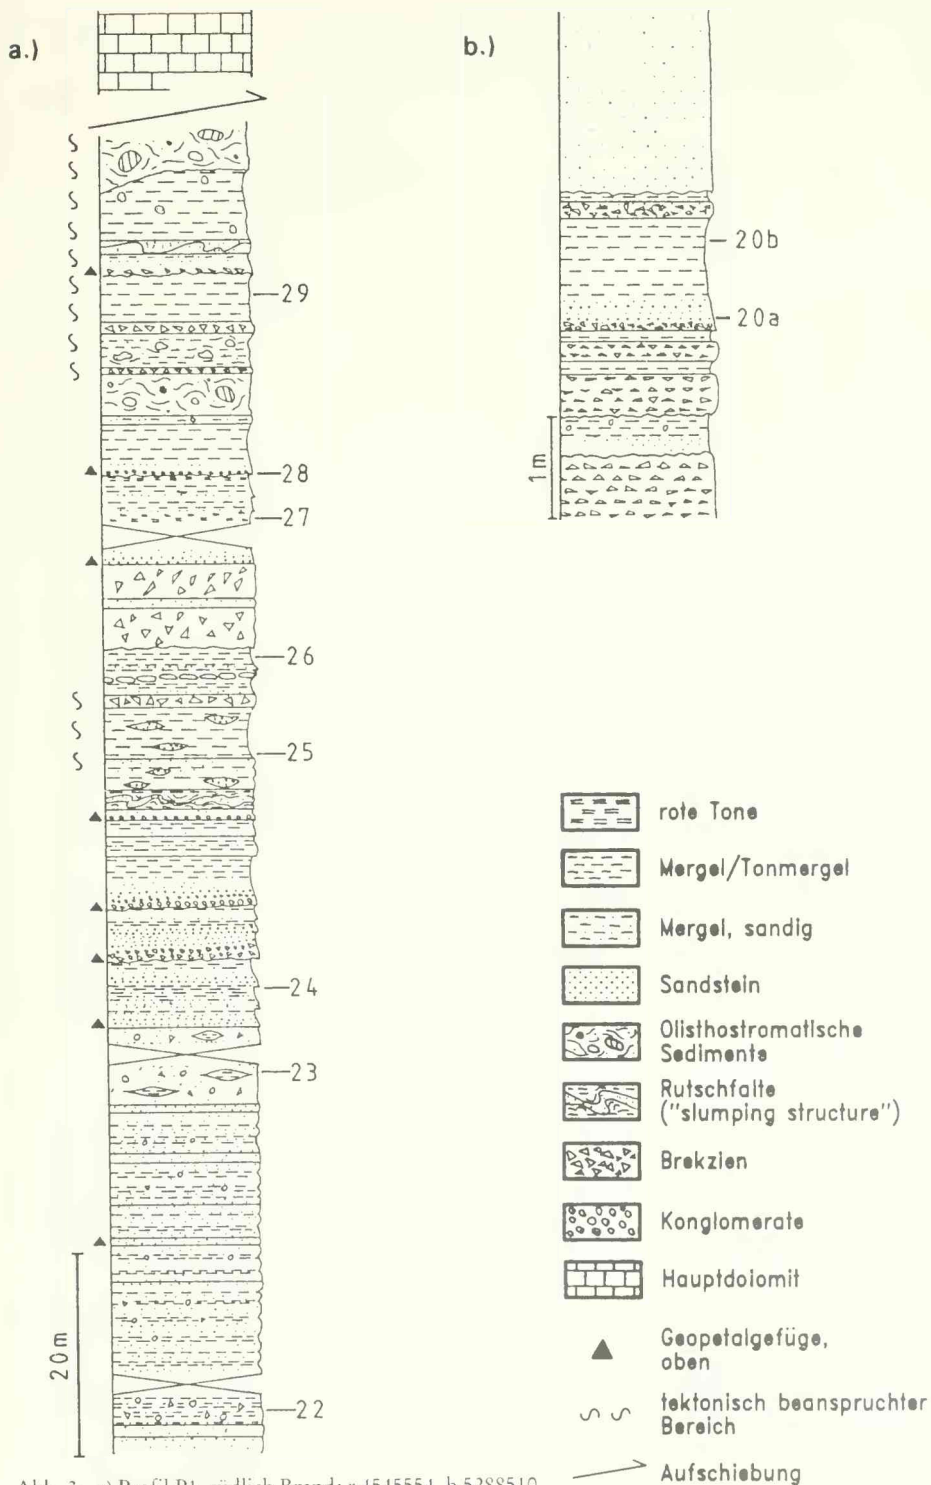 a.)
b.)
29
28
27
26
25
24
23
22
20m
20b
20a
1m
rote Tone
Mergel/Tonmergel
Mergel, sandig
Sandstein
Olisthostromatische
Sedimente
Rutschfalte
("slumping structure")
Brekzien
Konglomerate
Hauptdolomit
Geopetalgefüge,
oben
tektonisch beanspruchter
Bereich
Aufschiebung